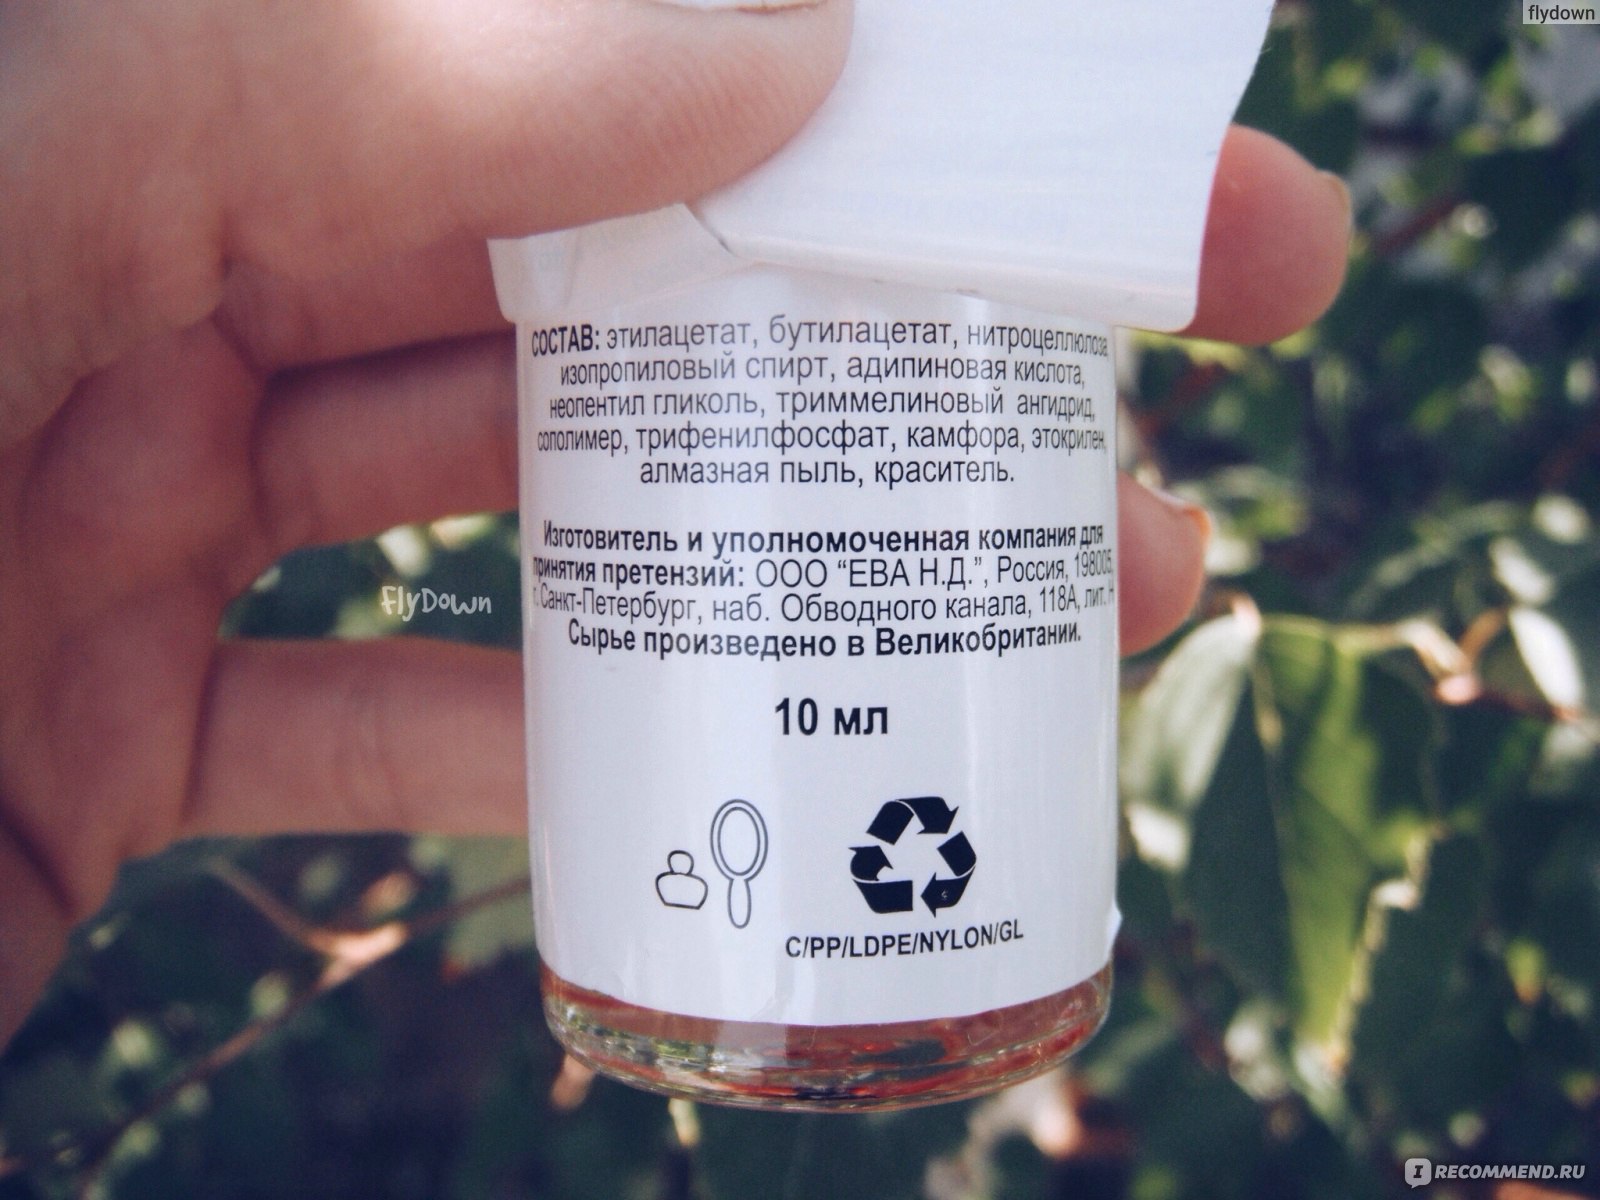 flydown
СОСТАВ: этилацетат, бутилацетат, нитроцеллюлоза,
изопропиловый спирт, адипиновая кислота,
неопентил гликоль, триммелиновый ангидрид,
сополимер, трифенилфосфат, камфора, этокрилен,
алмазная пыль, краситель.
Изготовитель и уполномоченная компания для
принятия претензий: ООО “ЕВА Н.Д.”, Россия, 198005,
г. Санкт-Петербург, наб. Обводного канала, 118А, лит. Н
Сырье произведено в Великобритании.
FlyDown
10 мл
C/PP/LDPE/NYLON/GL
IRECOMMEND.RU